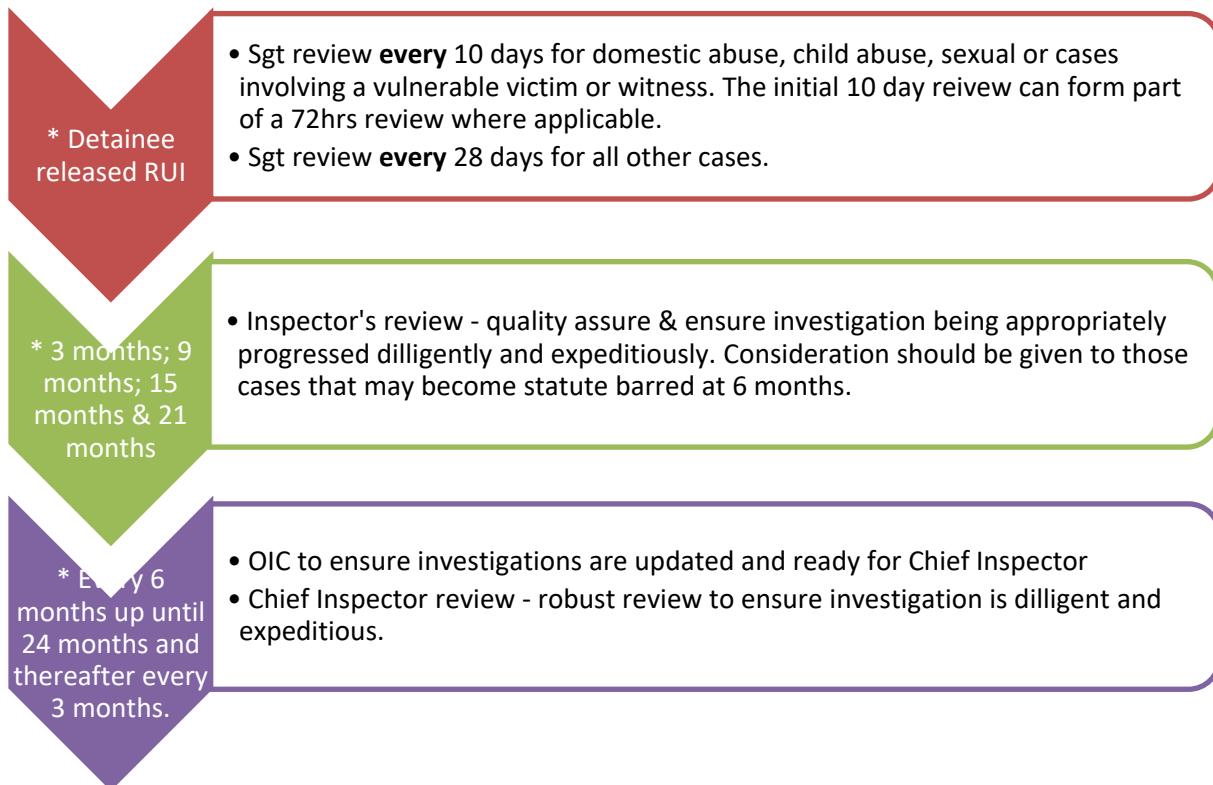 * Detainee
released RUI
• Sgt review every 10 days for domestic abuse, child abuse, sexual or cases
involving a vulnerable victim or witness. The initial 10 day reivew can form part
of a 72hrs review where applicable.
• Sgt review every 28 days for all other cases.
* 3 months; 9
months; 15
months & 21
months
• Inspector's review - quality assure & ensure investigation being appropriately
progressed dilligently and expeditiously. Consideration should be given to those
cases that may become statute barred at 6 months.
* Every 6
months up until
24 months and
thereafter every
3 months.
• OIC to ensure investigations are updated and ready for Chief Inspector
• Chief Inspector review - robust review to ensure investigation is dilligent and
expeditious.